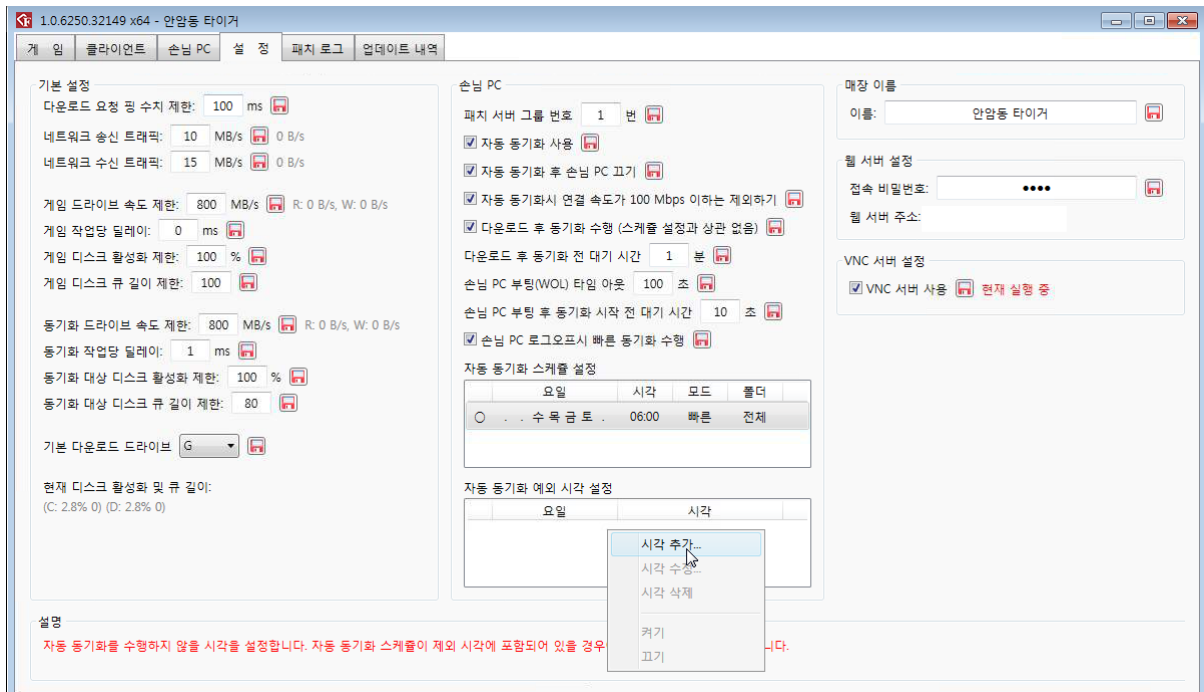 1.0.6250.32149 x64 - 안암동 타이거
게 임 클라이언트 손님 PC 설 정 패치 로그 업데이트 내역
기본 설정
다운로드 요청 핑 수치 제한: 100 ms
네트워크 송신 트래픽: 10 MB/s 0 B/s
네트워크 수신 트래픽: 15 MB/s 0 B/s
게임 드라이브 속도 제한: 800 MB/s R: 0 B/s, W: 0 B/s
게임 작업당 딜레이: 0 ms
게임 디스크 활성화 제한: 100 %
게임 디스크 큐 길이 제한: 100
동기화 드라이브 속도 제한: 800 MB/s R: 0 B/s, W: 0 B/s
동기화 작업당 딜레이: 1 ms
동기화 대상 디스크 활성화 제한: 100 %
동기화 대상 디스크 큐 길이 제한: 80
기본 다운로드 드라이브 G
현재 디스크 활성화 및 큐 길이:
(C: 2.8% 0) (D: 2.8% 0)
손님 PC
패치 서버 그룹 번호 1 번
자동 동기화 사용
자동 동기화 후 손님 PC 끄기
자동 동기화시 연결 속도가 100 Mbps 이하는 제외하기
다운로드 후 동기화 수행 (스케쥴 설정과 상관 없음)
다운로드 후 동기화 전 대기 시간 1 분
손님 PC 부팅(WOL) 타임 아웃 100 초
손님 PC 부팅 후 동기화 시작 전 대기 시간 10 초
손님 PC 로그오프시 빠른 동기화 수행
자동 동기화 스케쥴 설정
요일 시각 모드 폴더
○ . . 수 목 금 토 . 06:00 빠른 전체
자동 동기화 예외 시각 설정
요일 시각
시각 추가...
시각 수정...
시각 삭제
켜기
끄기
매장 이름
이름: 안암동 타이거
웹 서버 설정
접속 비밀번호: ●●●●
웹 서버 주소:
VNC 서버 설정
VNC 서버 사용 현재 실행 중
설명
자동 동기화를 수행하지 않을 시각을 설정합니다. 자동 동기화 스케쥴이 제외 시각에 포함되어 있을 경우 니다.